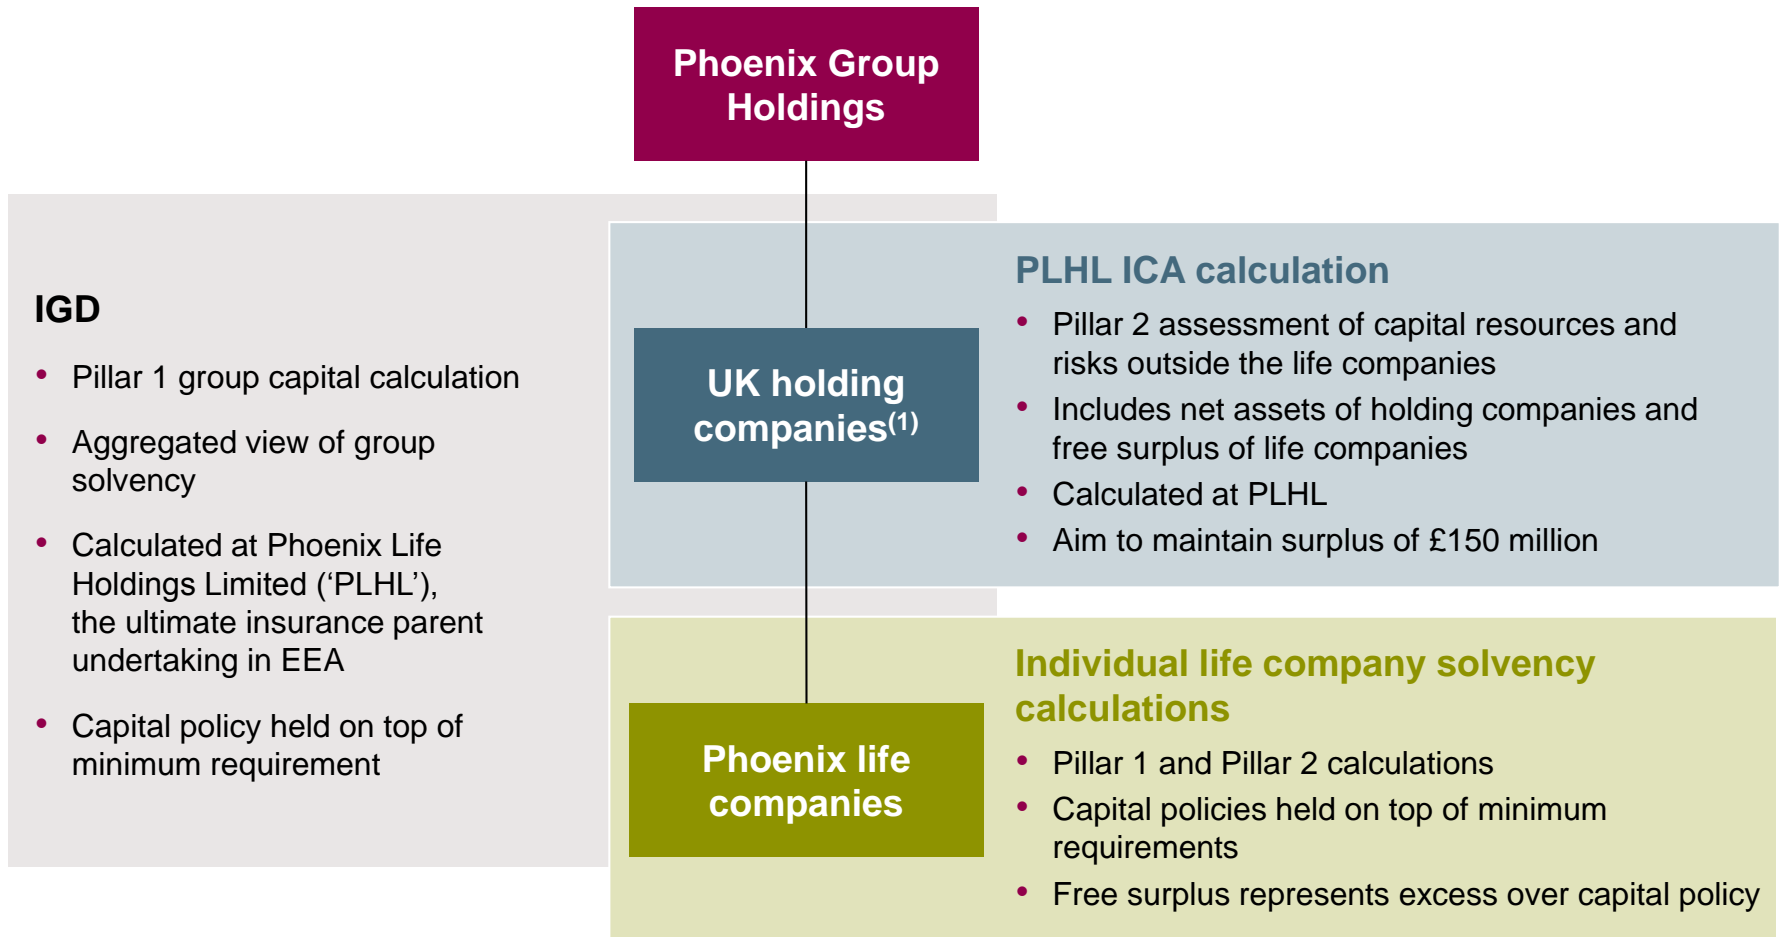 Phoenix Group
Holdings
IGD
• Pillar 1 group capital calculation
• Aggregated view of group
solvency
• Calculated at Phoenix Life
Holdings Limited (‘PLHL’),
the ultimate insurance parent
undertaking in EEA
• Capital policy held on top of
minimum requirement
UK holding
companies(1)
PLHL ICA calculation
• Pillar 2 assessment of capital resources and
risks outside the life companies
• Includes net assets of holding companies and
free surplus of life companies
• Calculated at PLHL
• Aim to maintain surplus of £150 million
Phoenix life
companies
Individual life company solvency
calculations
• Pillar 1 and Pillar 2 calculations
• Capital policies held on top of minimum
requirements
• Free surplus represents excess over capital policy